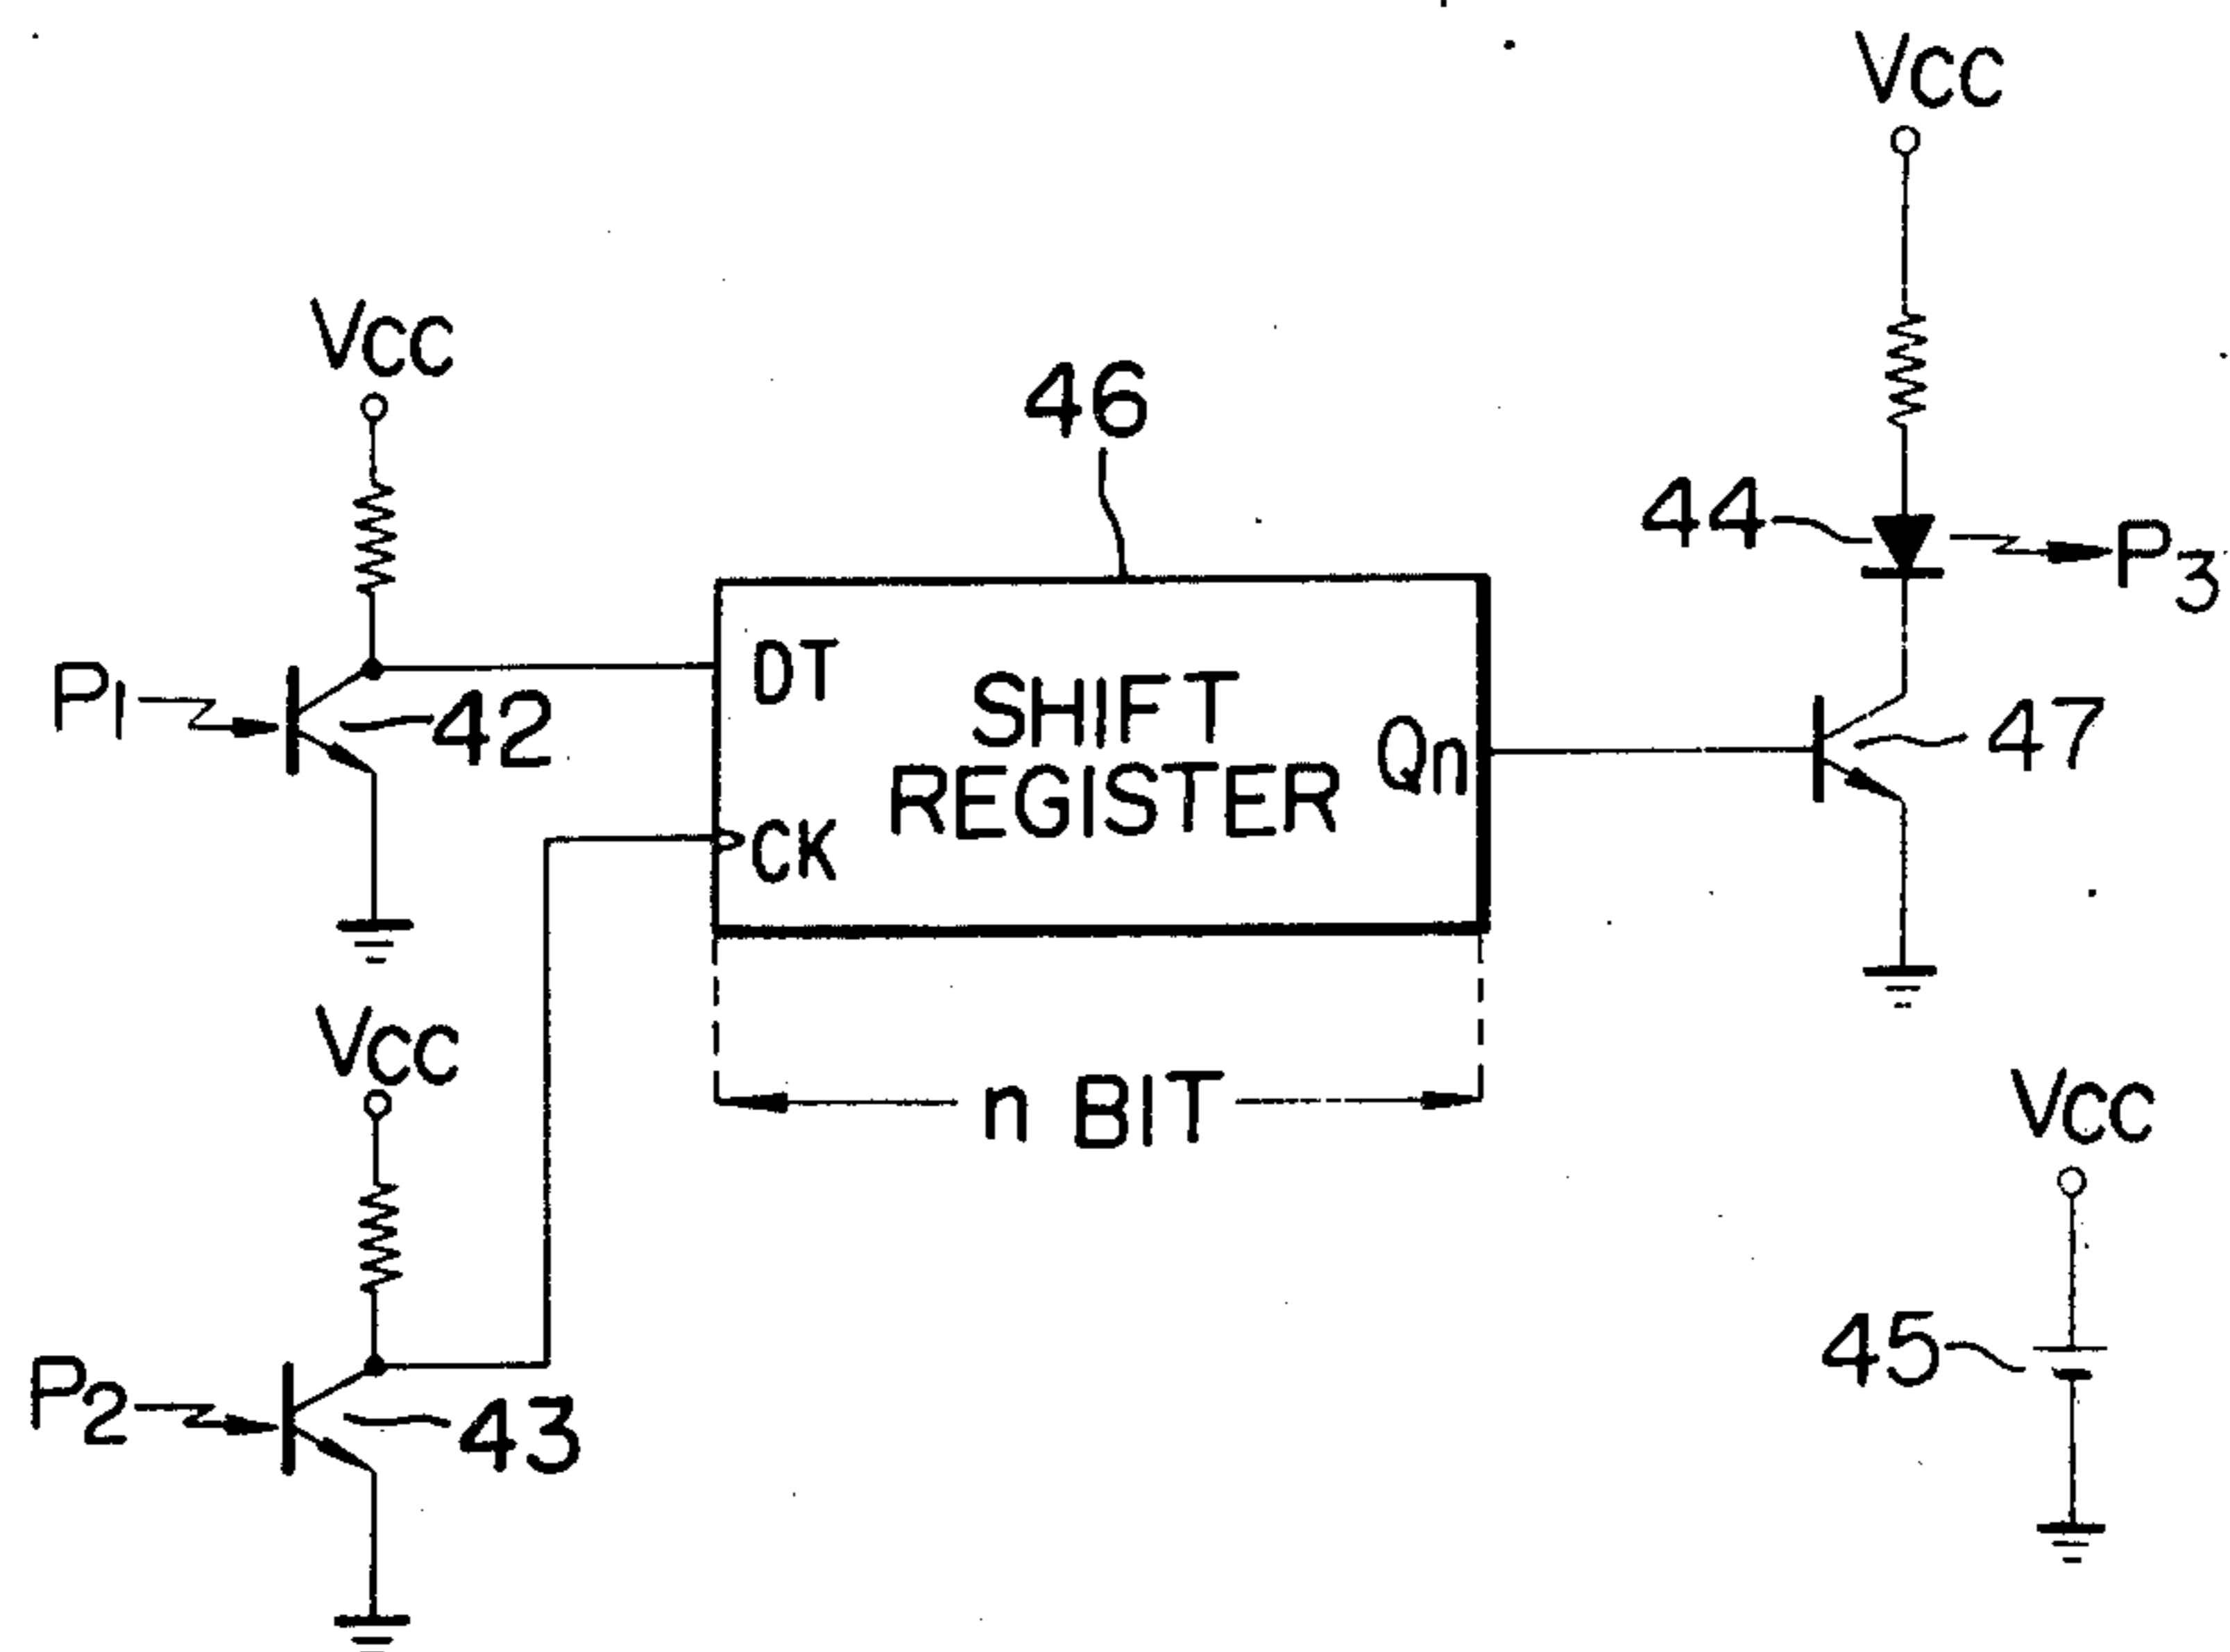 Vcc
Vcc
46
44
P3
P1
42
DT
SHIFT
REGISTER
Qn
47
CK
Vcc
n BIT
Vcc
45
P2
43